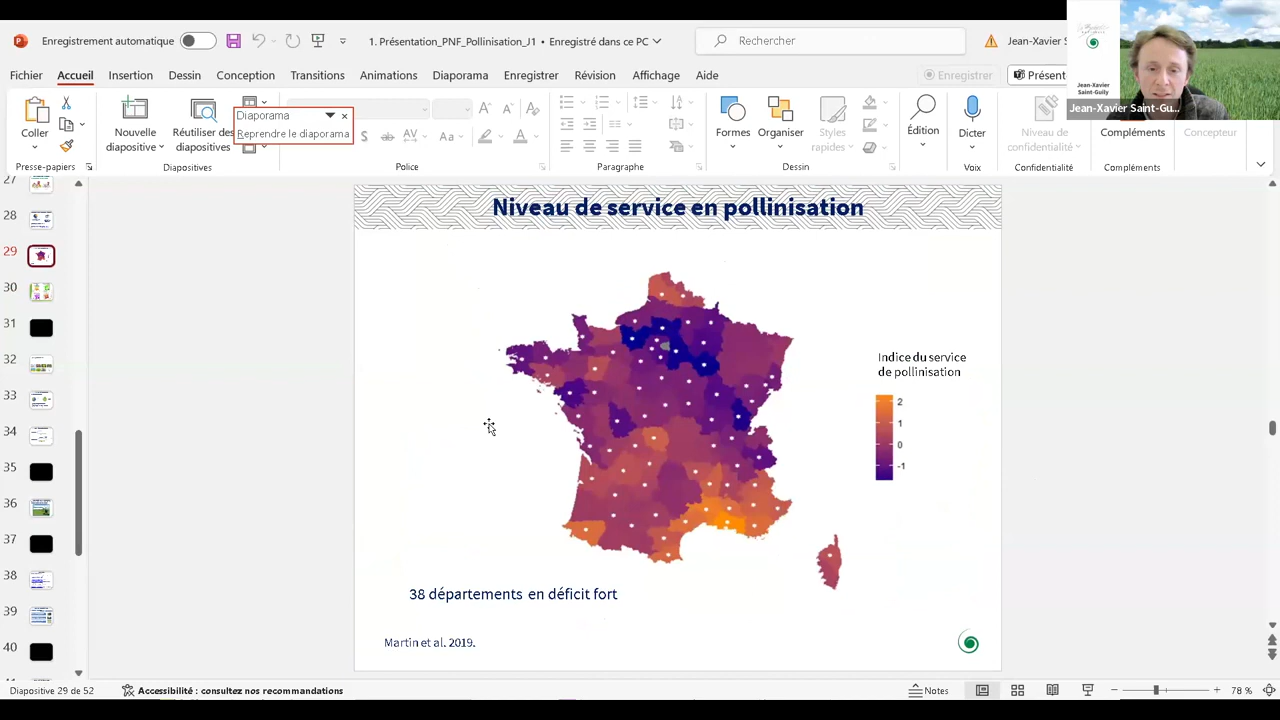 Enregistrement automatique
1. Présentation_PNF_Pollinisation_J1 • Enregistré dans ce PC
Rechercher
Jean-Xavier S
Fichier
Accueil
Insertion
Dessin
Conception
Transitions
Animations
Diaporama
Enregistrer
Révision
Affichage
Aide
Enregistrer
Présent
Jean-Xavier
Saint-Guily
Jean-Xavier Saint-Gu...
Coller
Nouvelle
diapositive
Réutiliser des
diapositives
Diaporama
Reprendre le diaporama
Formes
Organiser
Styles
rapides
Édition
Dicter
Niveau de
confidentialité
Compléments
Concepteur
Presse-papiers
Diapositives
Police
Paragraphe
Dessin
Voix
Confidentialité
Compléments
27
28
29
30
31
32
33
34
35
36
37
38
39
40
Niveau de service en pollinisation
Indice du service
de pollinisation
2
1
0
-1
38 départements en déficit fort
Martin et al. 2019.
Diapositive 29 de 52
Accessibilité : consultez nos recommandations
Notes
78 %